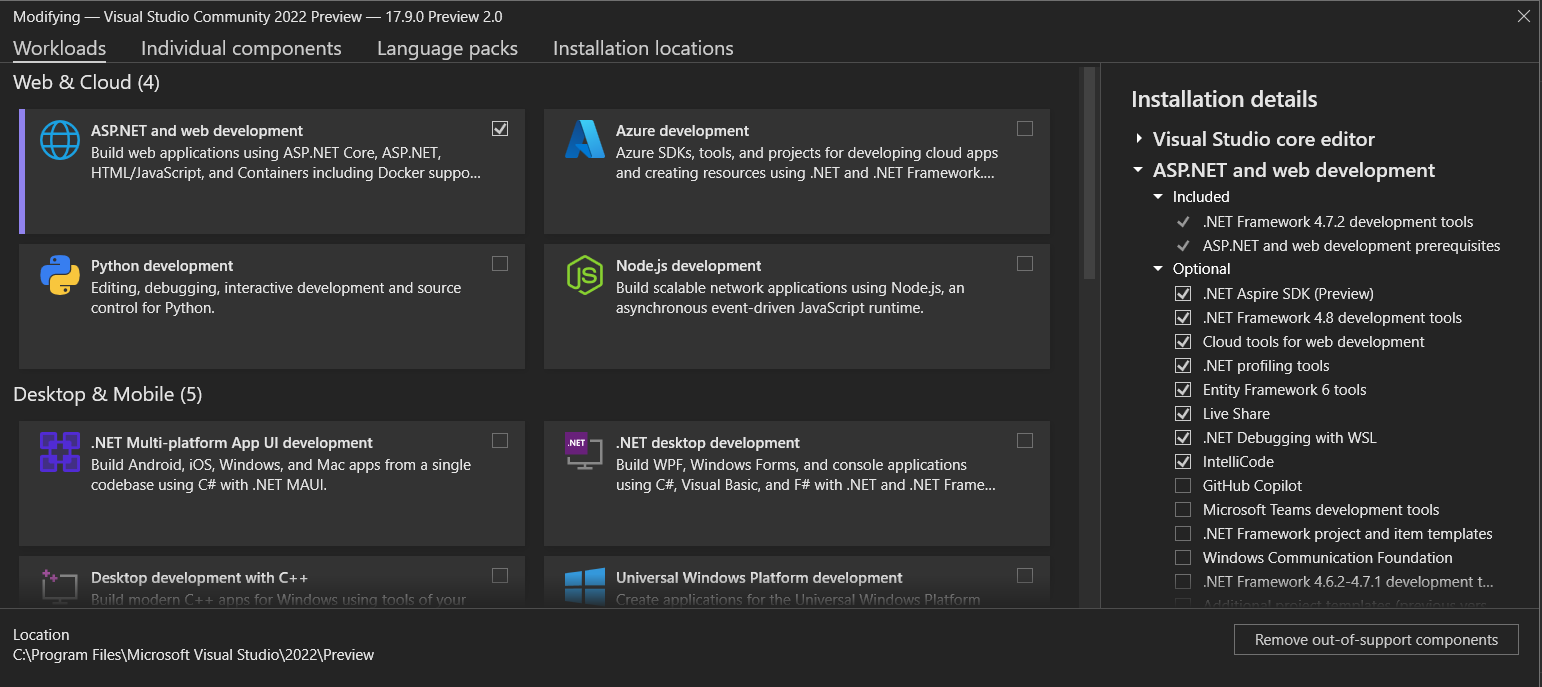 Modifying — Visual Studio Community 2022 Preview — 17.9.0 Preview 2.0
Workloads
Individual components
Language packs
Installation locations
Web & Cloud (4)
ASP.NET and web development
Build web applications using ASP.NET Core, ASP.NET,
HTML/JavaScript, and Containers including Docker suppo...
Azure development
Azure SDKs, tools, and projects for developing cloud apps
and creating resources using .NET and .NET Framework....
Python development
Editing, debugging, interactive development and source
control for Python.
JS
Node.js development
Build scalable network applications using Node.js, an
asynchronous event-driven JavaScript runtime.
Desktop & Mobile (5)
.NET Multi-platform App UI development
Build Android, iOS, Windows, and Mac apps from a single
codebase using C# with .NET MAUI.
.NET
.NET desktop development
Build WPF, Windows Forms, and console applications
using C#, Visual Basic, and F# with .NET and .NET Frame...
Desktop development with C++
Build modern C++ apps for Windows using tools of your
Universal Windows Platform development
Create applications for the Universal Windows Platform
Installation details
Visual Studio core editor
ASP.NET and web development
Included
.NET Framework 4.7.2 development tools
ASP.NET and web development prerequisites
Optional
.NET Aspire SDK (Preview)
.NET Framework 4.8 development tools
Cloud tools for web development
.NET profiling tools
Entity Framework 6 tools
Live Share
.NET Debugging with WSL
IntelliCode
GitHub Copilot
Microsoft Teams development tools
.NET Framework project and item templates
Windows Communication Foundation
.NET Framework 4.6.2-4.7.1 development t...
Additional project templates (previous vers...
Location
C:\Program Files\Microsoft Visual Studio\2022\Preview
Remove out-of-support components